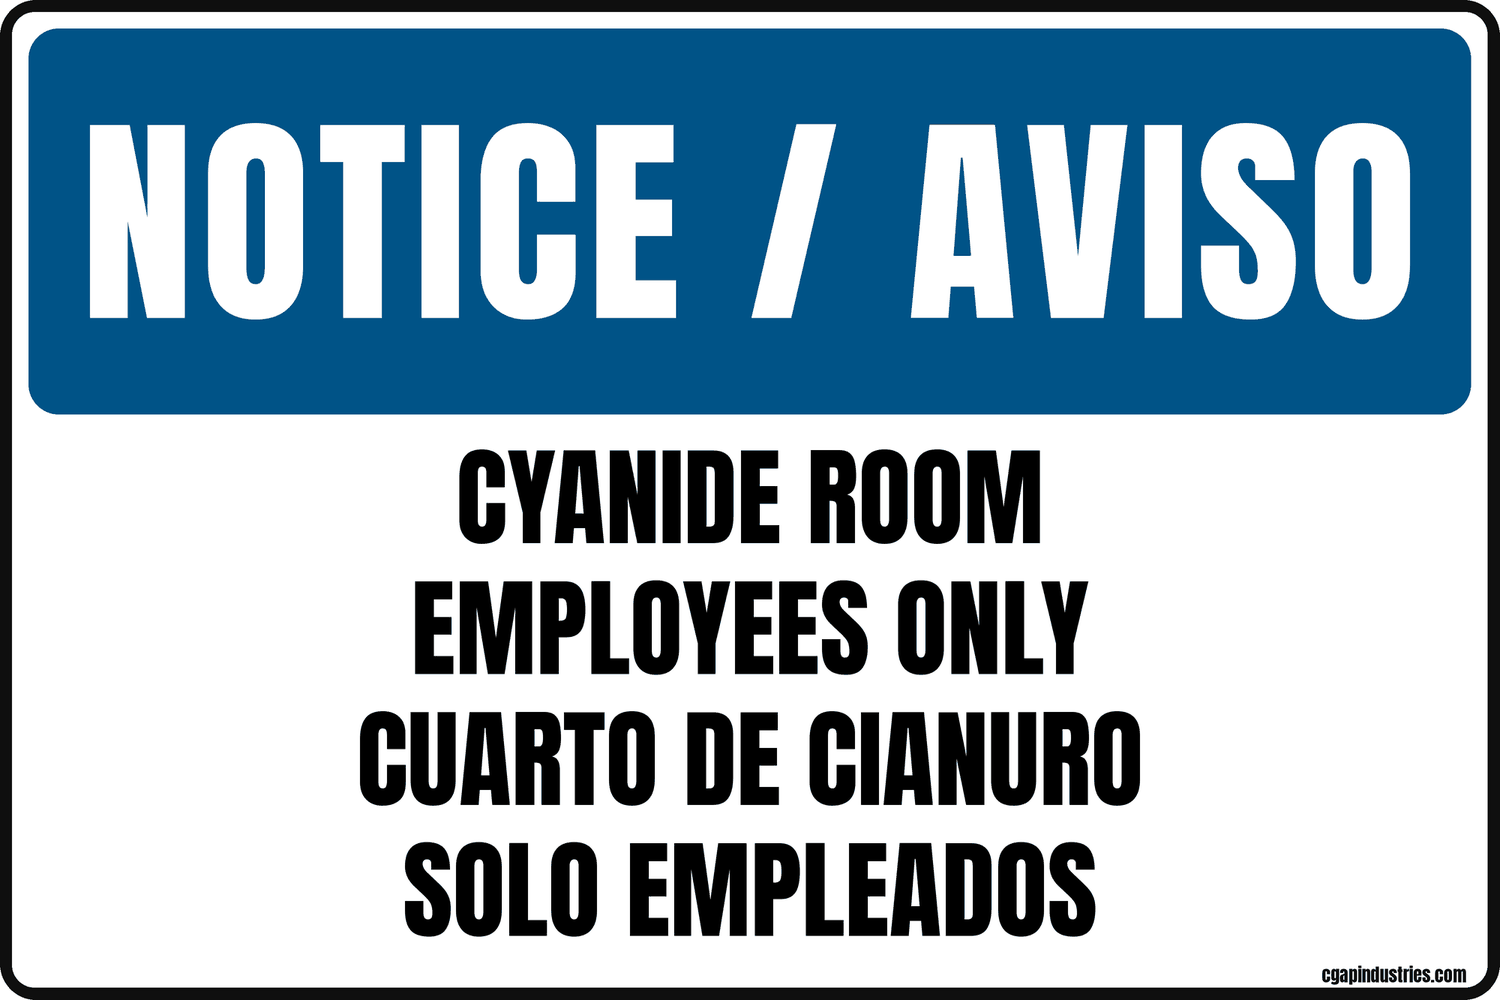 NOTICE / AVISO
CYANIDE ROOM
EMPLOYEES ONLY
CUARTO DE CIANURO
SOLO EMPLEADOS
cgapindustries.com